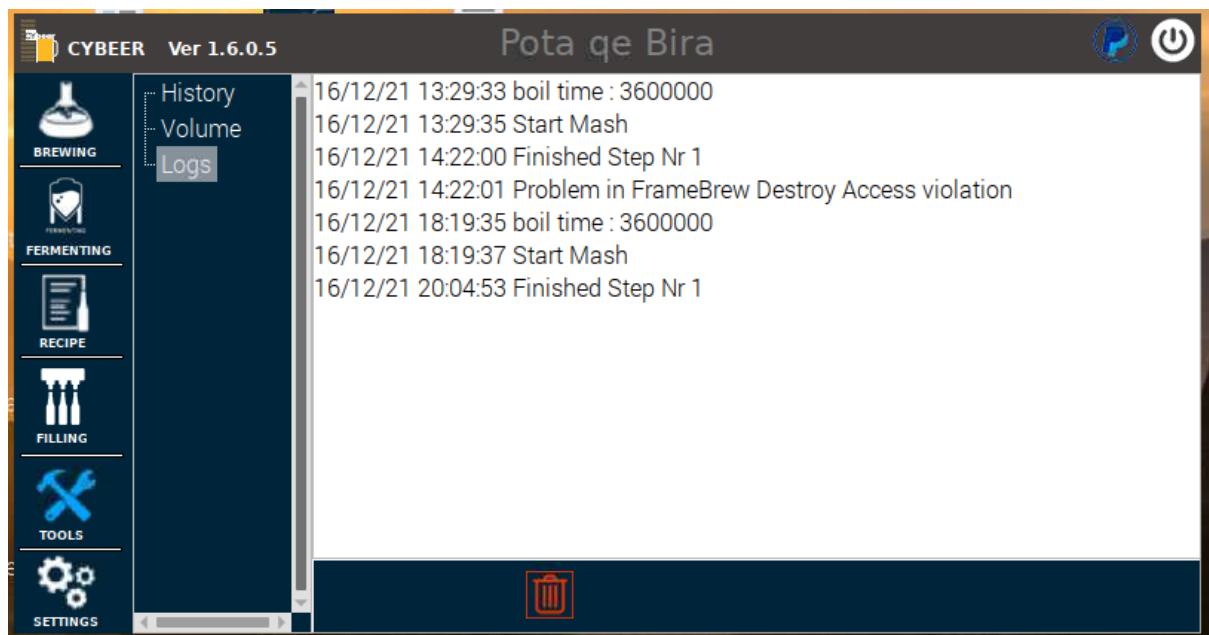 CYBEER Ver 1.6.0.5
Pota qe Bira
BREWING
FERMENTING
RECIPE
FILLING
TOOLS
SETTINGS
History
Volume
Logs
16/12/21 13:29:33 boil time : 3600000
16/12/21 13:29:35 Start Mash
16/12/21 14:22:00 Finished Step Nr 1
16/12/21 14:22:01 Problem in FrameBrew Destroy Access violation
16/12/21 18:19:35 boil time : 3600000
16/12/21 18:19:37 Start Mash
16/12/21 20:04:53 Finished Step Nr 1